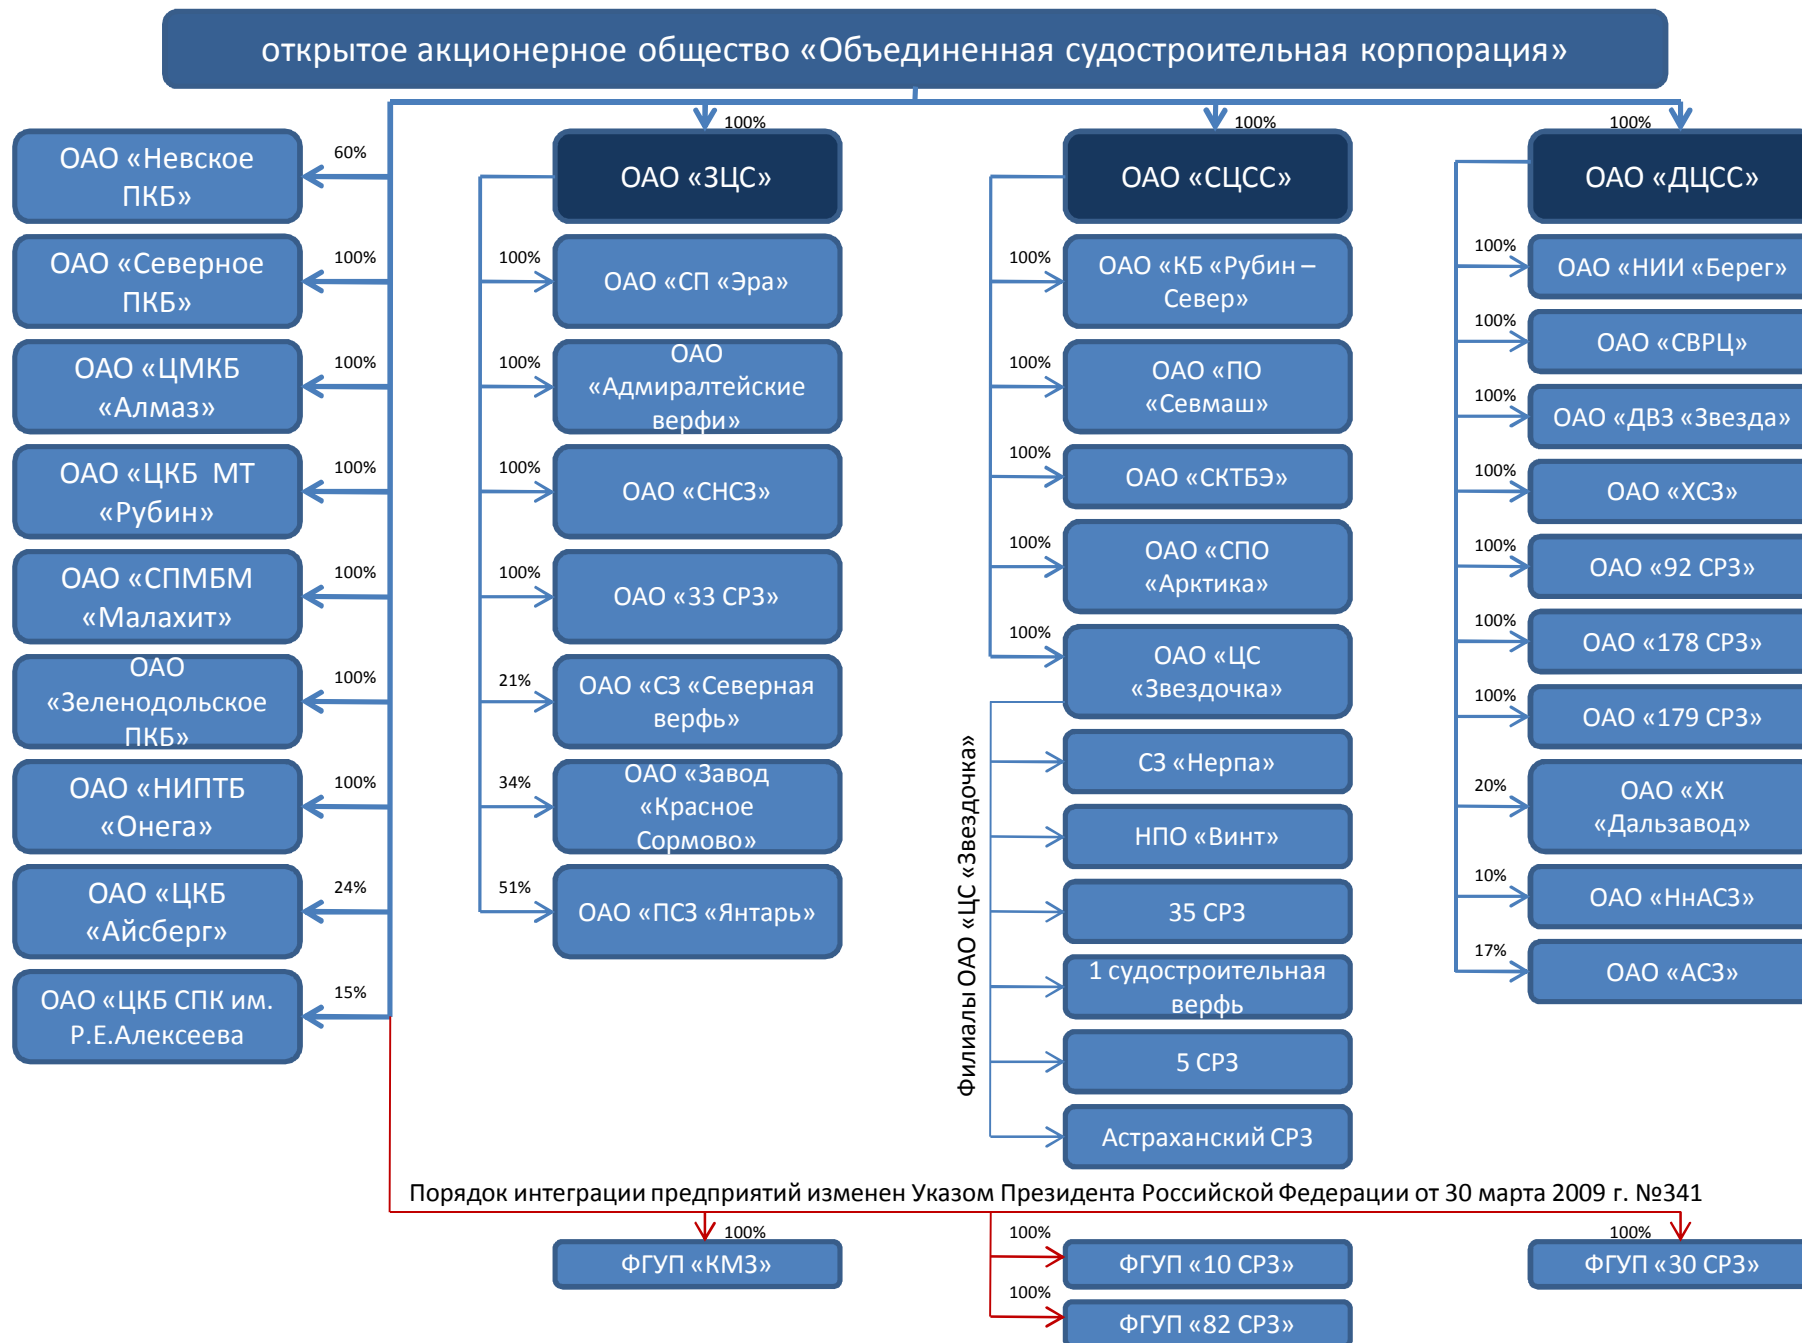 открытое акционерное общество «Объединенная судостроительная корпорация»
60%
ОАО «Невское
ПКБ»
100%
ОАО «Северное
ПКБ»
100%
ОАО «ЦМКБ
«Алмаз»
100%
ОАО «ЦКБ МТ
«Рубин»
100%
ОАО «СПМБМ
«Малахит»
100%
ОАО
«Зеленодольское
ПКБ»
100%
ОАО «НИПТБ
«Онега»
24%
ОАО «ЦКБ
«Айсберг»
15%
ОАО «ЦКБ СПК им.
Р.Е.Алексеева
100%
ОАО «ЗЦС»
100%
ОАО «СП «Эра»
100%
ОАО
«Адмиралтейские
верфи»
100%
ОАО «СНСЗ»
100%
ОАО «33 СРЗ»
21%
ОАО «СЗ «Северная
верфь»
34%
ОАО «Завод
«Красное
Сормово»
51%
ОАО «ПСЗ «Янтарь»
100%
ОАО «СЦСС»
100%
ОАО «КБ «Рубин –
Север»
100%
ОАО «ПО
«Севмаш»
100%
ОАО «СКТБЭ»
100%
ОАО «СПО
«Арктика»
100%
ОАО «ЦС
«Звездочка»
Филиалы ОАО «ЦС «Звездочка»
СЗ «Нерпа»
НПО «Винт»
35 СРЗ
1 судостроительная
верфь
5 СРЗ
Астраханский СРЗ
100%
ОАО «ДЦСС»
100%
ОАО «НИИ «Берег»
100%
ОАО «СВРЦ»
100%
ОАО «ДВЗ «Звезда»
100%
ОАО «ХСЗ»
100%
ОАО «92 СРЗ»
100%
ОАО «178 СРЗ»
100%
ОАО «179 СРЗ»
20%
ОАО «ХК
«Дальзавод»
10%
ОАО «НнАСЗ»
17%
ОАО «АСЗ»
Порядок интеграции предприятий изменен Указом Президента Российской Федерации от 30 марта 2009 г. №341
100%
ФГУП «КМЗ»
100%
ФГУП «10 СРЗ»
100%
ФГУП «82 СРЗ»
100%
ФГУП «30 СРЗ»